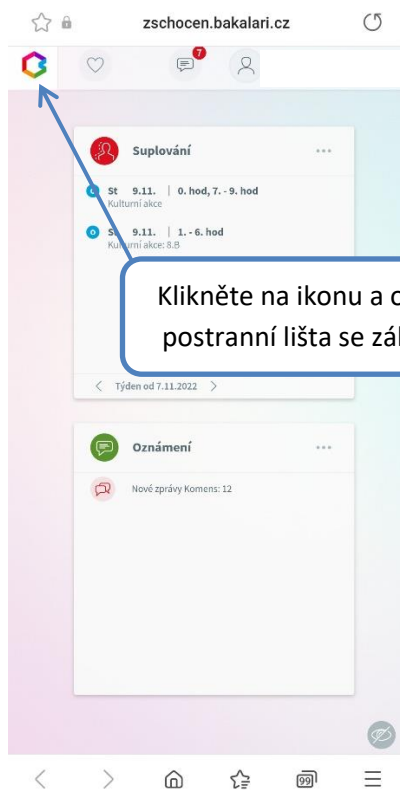 zschocen.bakalari.cz
7
Suplování
St 9.11. | 0. hod, 7. - 9. hod
Kulturní akce
St 9.11. | 1. - 6. hod
Kulturní akce: 8.B
Klikněte na ikonu a
postranní lišta se
Týden od 7.11.2022
Oznámení
Nové zprávy Komens: 12
99